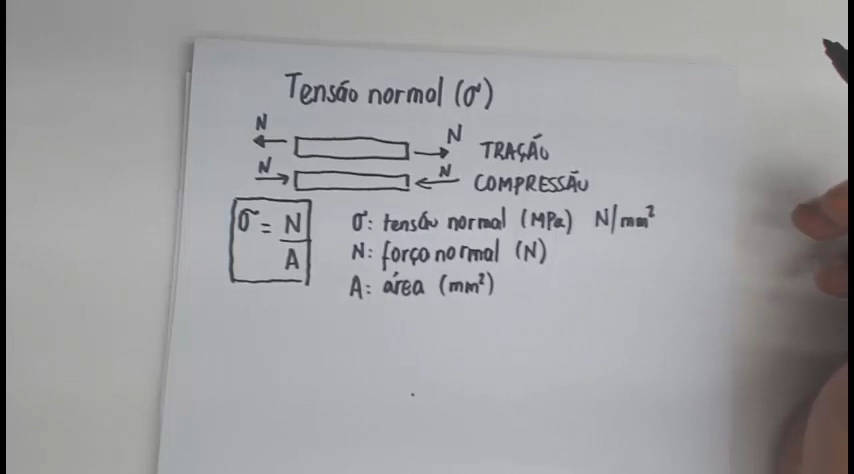 Tensão normal (σ)
N N TRAÇÃO
N N COMPRESSÃO
σ = N/A
σ: tensão normal (MPa) N/mm²
N: força normal (N)
A: área (mm²)